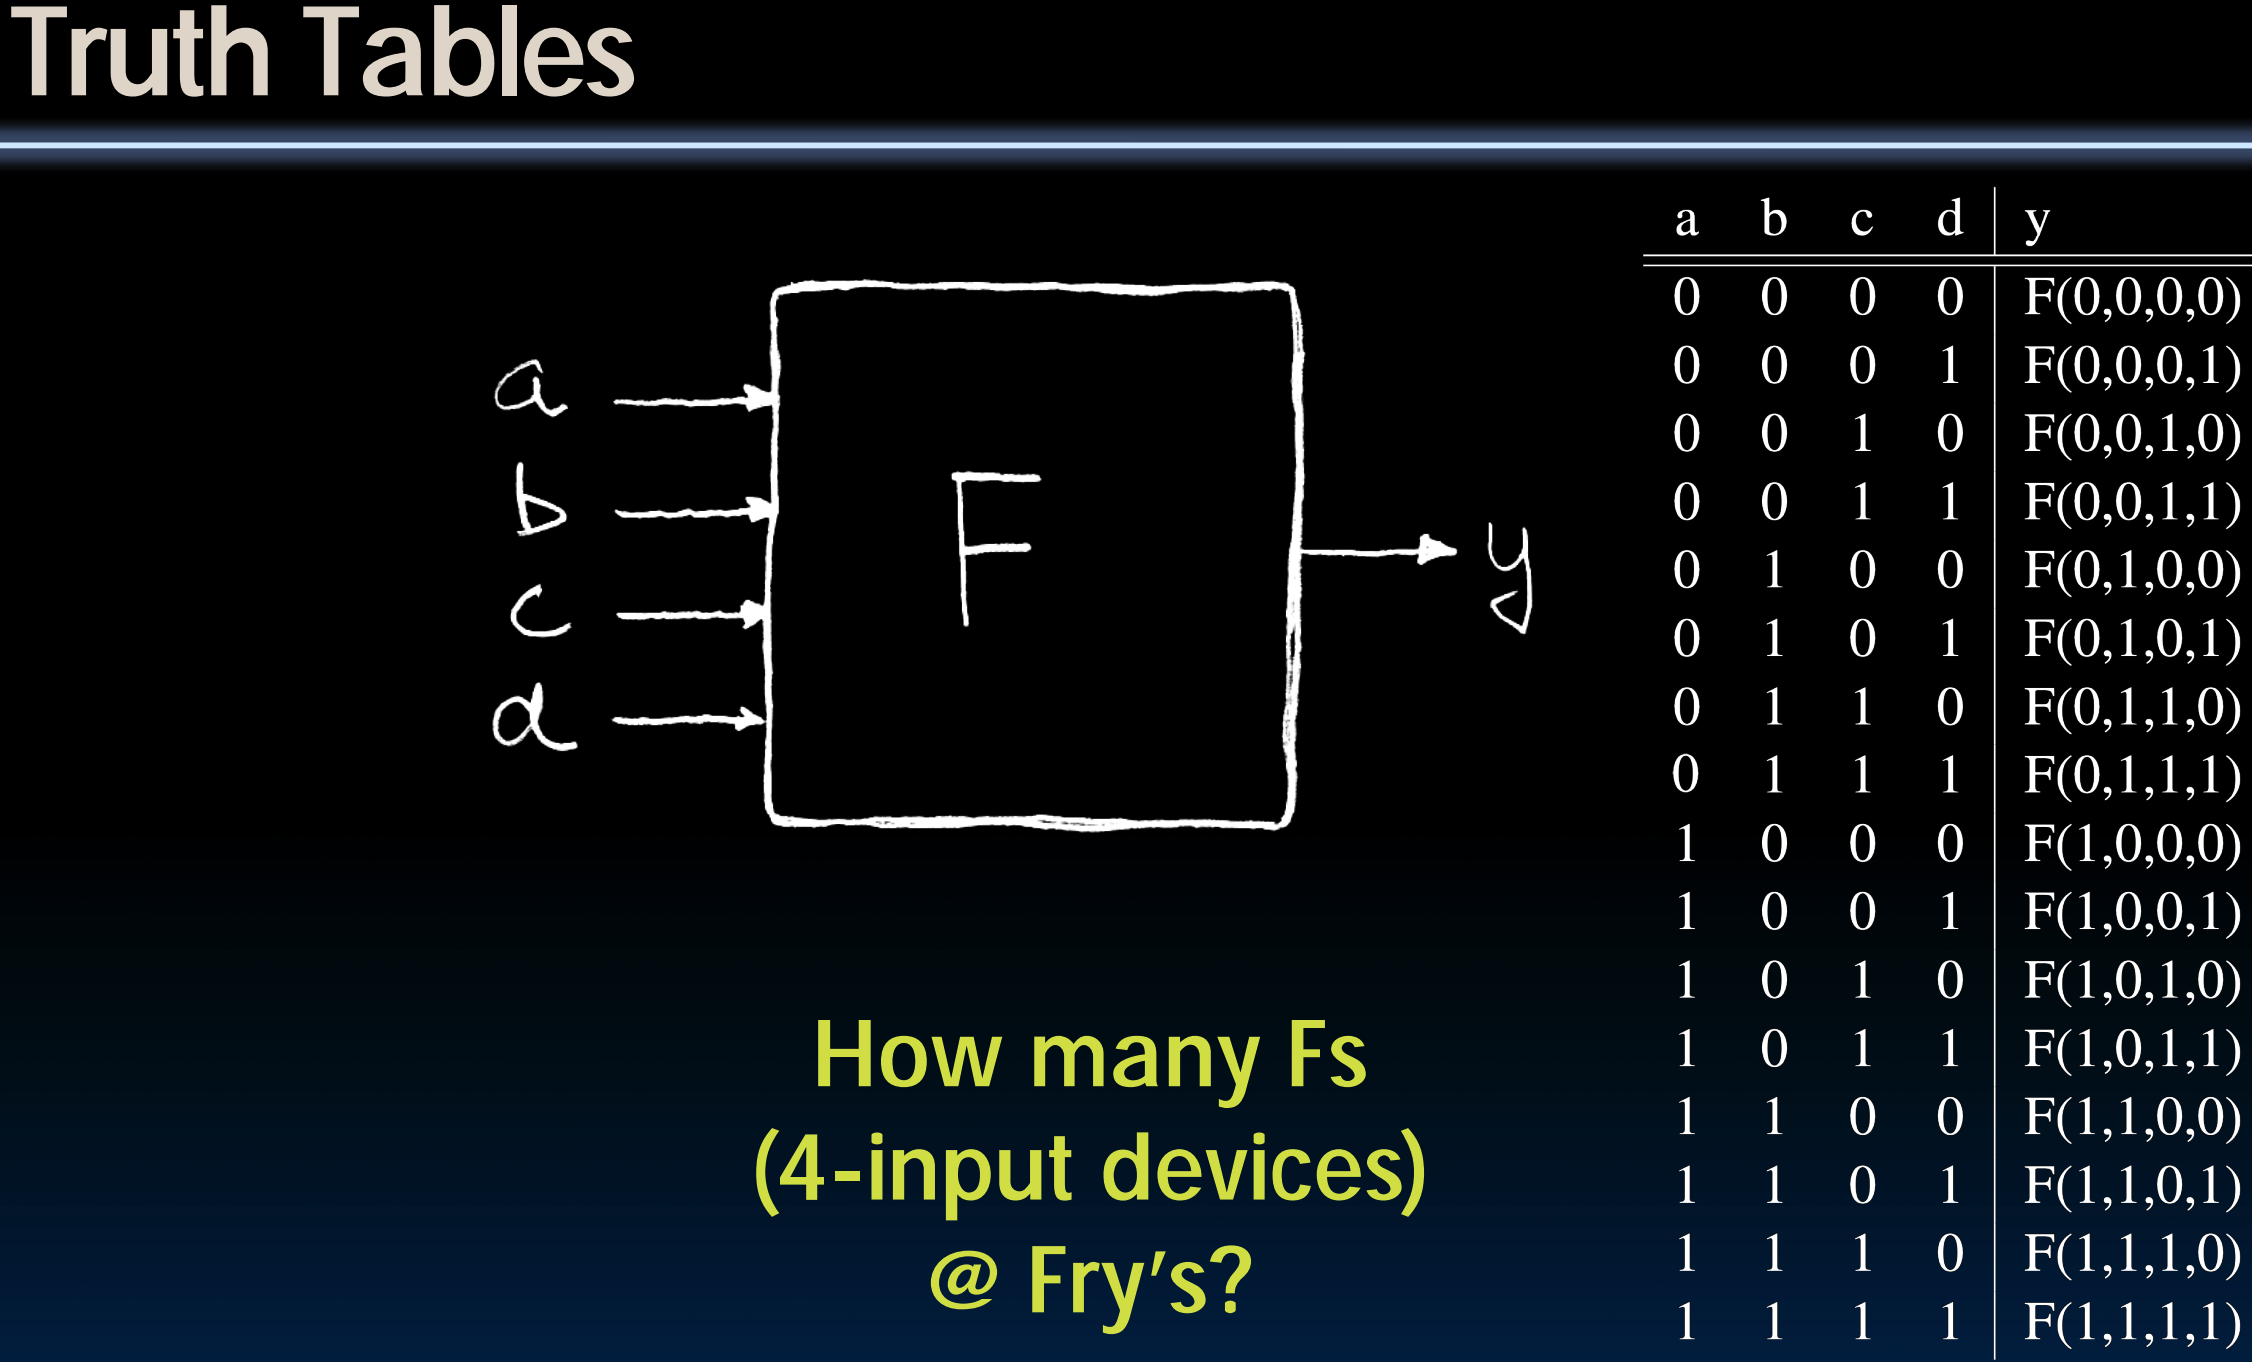 Truth Tables
a
b
c
d
F
y
How many Fs
(4-input devices)
@ Fry's?
a b c d y
0 0 0 0 F(0,0,0,0)
0 0 0 1 F(0,0,0,1)
0 0 1 0 F(0,0,1,0)
0 0 1 1 F(0,0,1,1)
0 1 0 0 F(0,1,0,0)
0 1 0 1 F(0,1,0,1)
0 1 1 0 F(0,1,1,0)
0 1 1 1 F(0,1,1,1)
1 0 0 0 F(1,0,0,0)
1 0 0 1 F(1,0,0,1)
1 0 1 0 F(1,0,1,0)
1 0 1 1 F(1,0,1,1)
1 1 0 0 F(1,1,0,0)
1 1 0 1 F(1,1,0,1)
1 1 1 0 F(1,1,1,0)
1 1 1 1 F(1,1,1,1)